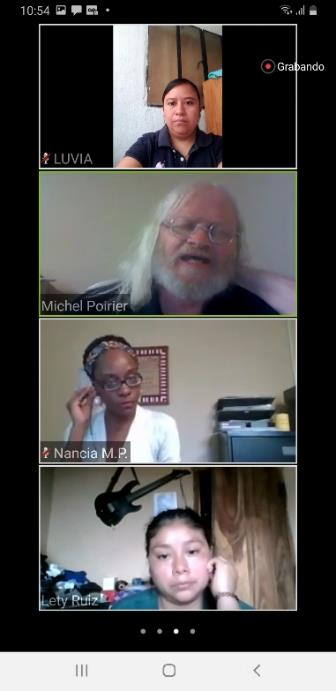 10:54
Grabando
LUVIA
Michel Poirier
Nancia M.P.
Lety Ruiz